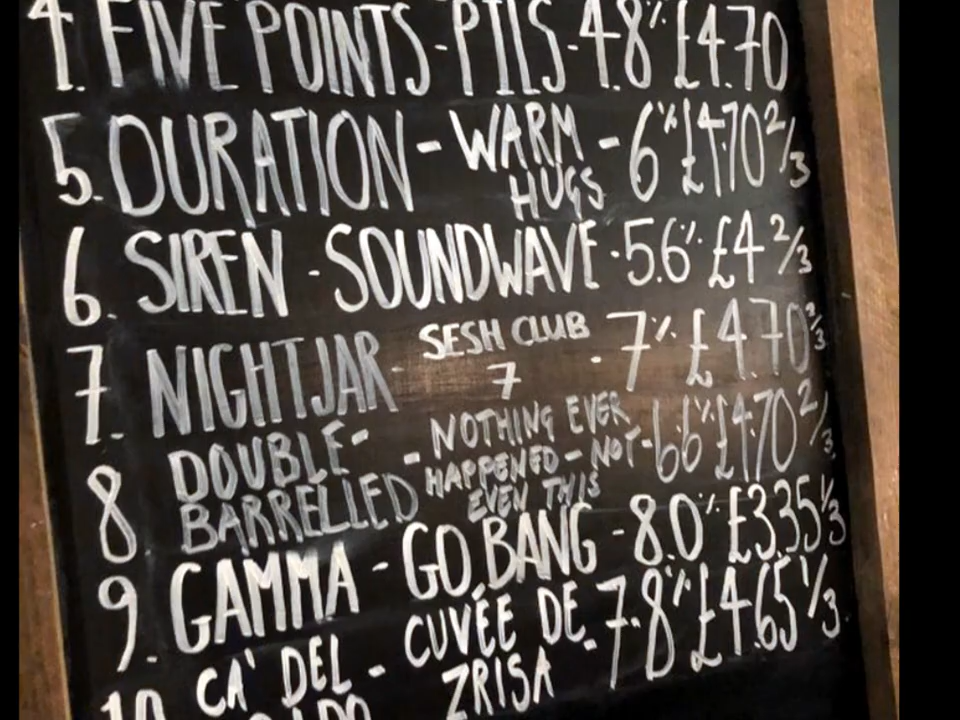 4. FIVE POINTS - PILS - 4.8% £4.70
5. DURATION - WARM HUGS - 6% £4.70 2/3
6. SIREN - SOUNDWAVE - 5.6% £4 2/3
7. NIGHTJAR - SESH CLUB 7 - 7% £4.70 2/3
8. DOUBLE-BARRELLED - NOTHING EVER HAPPENED - NOT EVEN THIS - 6.6% £4.70 2/3
9. GAMMA - GO, BANG - 8.0% £3.35 1/3
10 CA' DEL - CUVÉE DE ZRISA - 7.8% £4.65 1/3